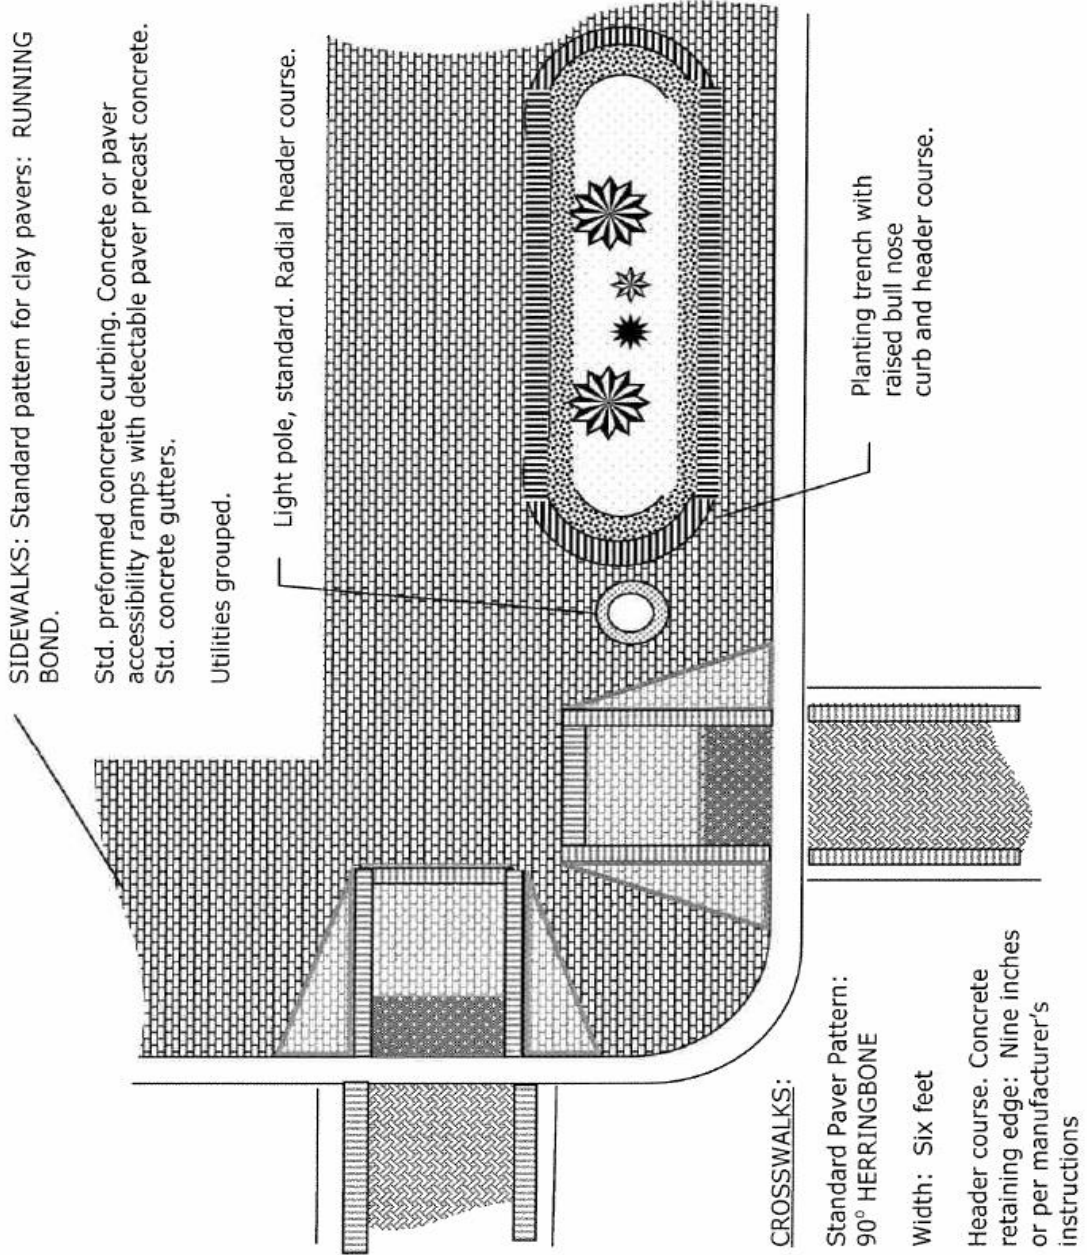 SIDEWALKS: Standard pattern for clay pavers: RUNNING
BOND.
Std. preformed concrete curbing. Concrete or paver
accessibility ramps with detectable paver precast concrete.
Std. concrete gutters.
Utilities grouped.
Light pole, standard. Radial header course.
Planting trench with
raised bull nose
curb and header course.
CROSSWALKS:
Standard Paver Pattern:
90° HERRINGBONE
Width: Six feet
Header course. Concrete
retaining edge: Nine inches
or per manufacturer's
instructions